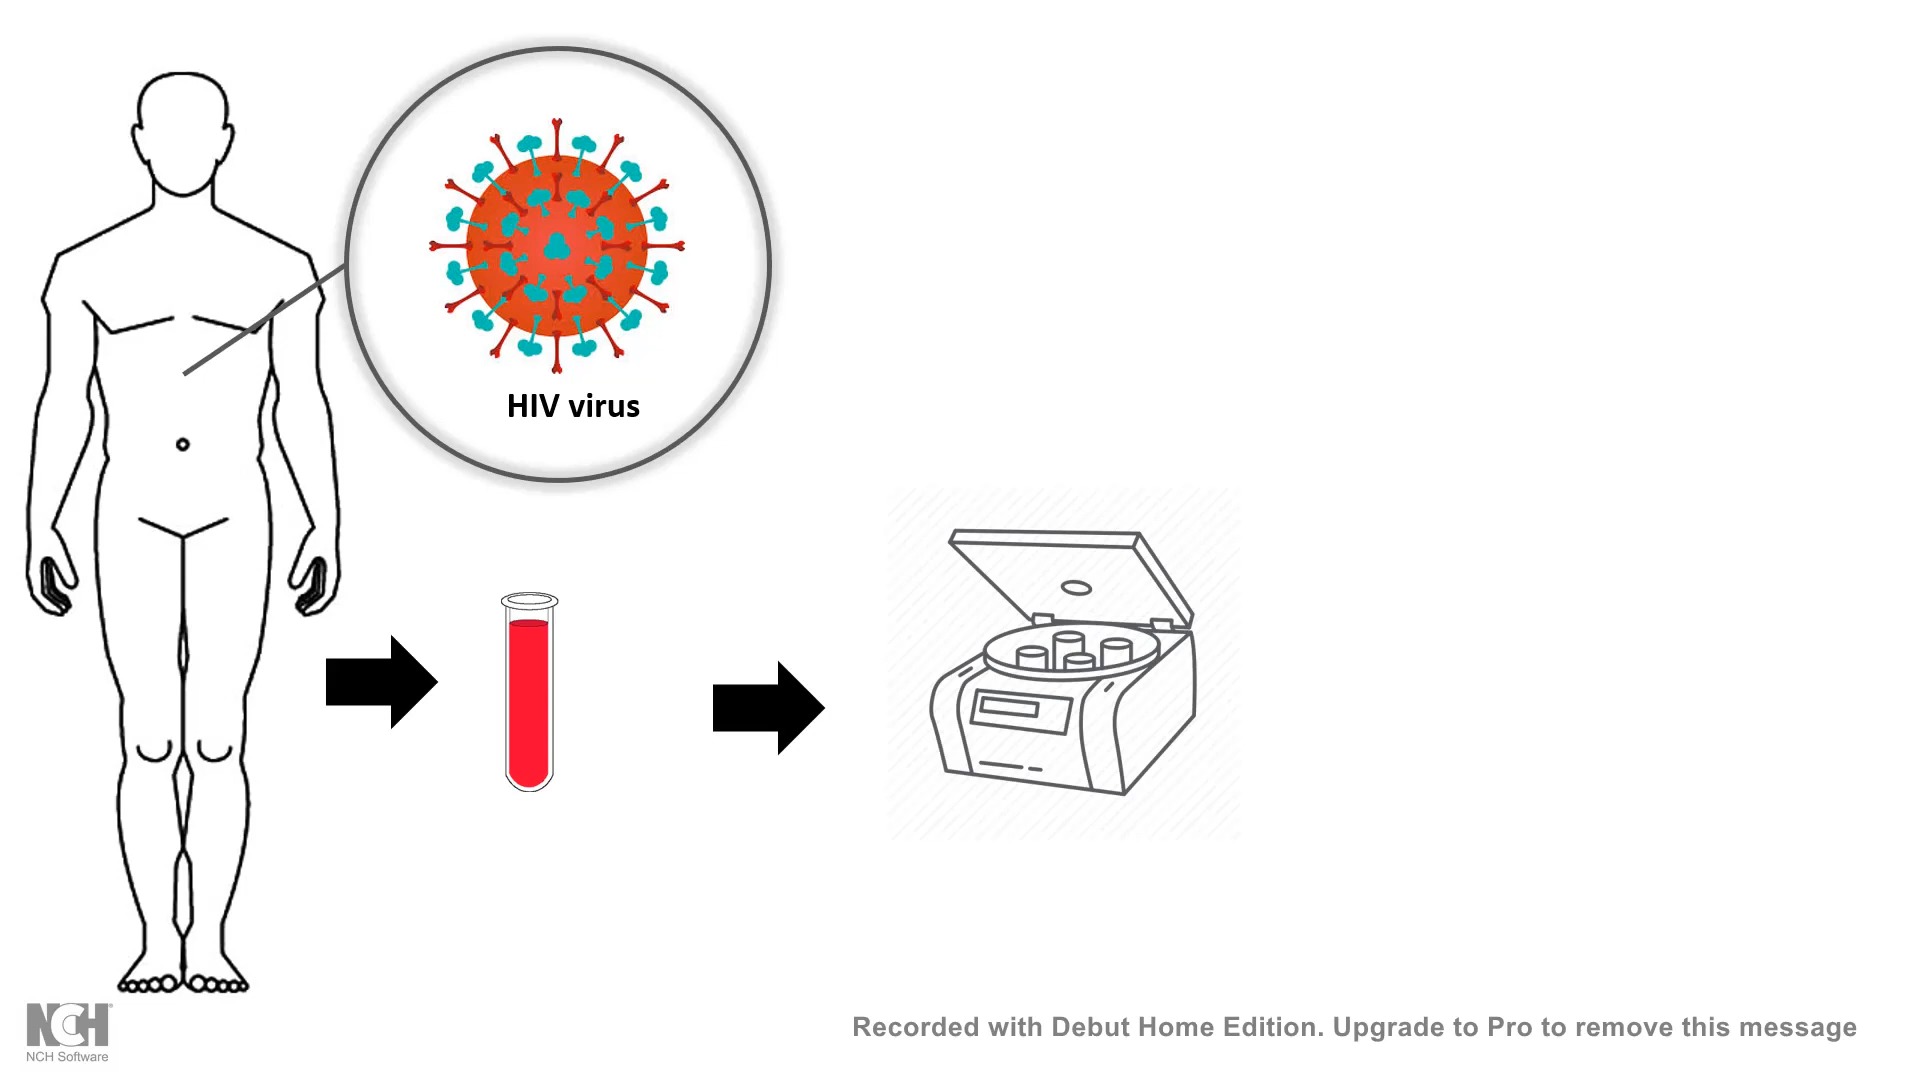 HIV virus
NCH
NCH Software
Recorded with Debut Home Edition. Upgrade to Pro to remove this message